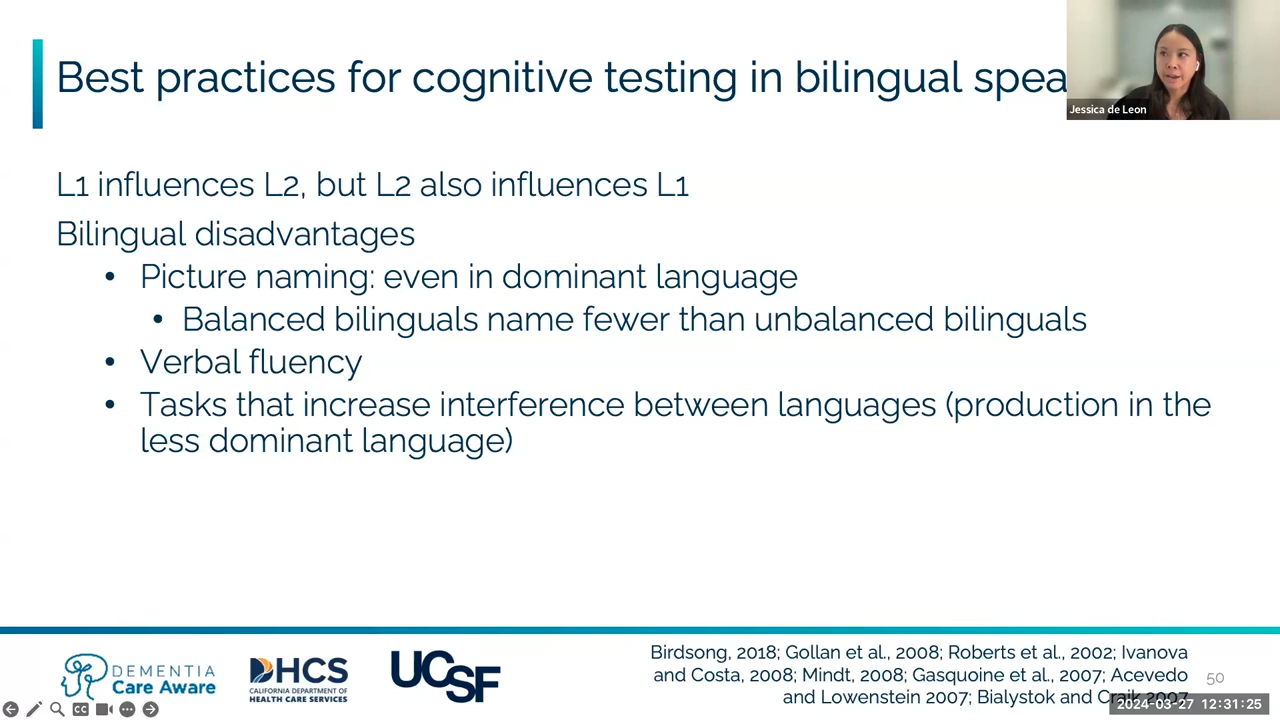 Best practices for cognitive testing in bilingual spea
Jessica de Leon
L1 influences L2, but L2 also influences L1
Bilingual disadvantages
• Picture naming: even in dominant language
• Balanced bilinguals name fewer than unbalanced bilinguals
• Verbal fluency
• Tasks that increase interference between languages (production in the
less dominant language)
DEMENTIA
Care Aware
DHCS
CALIFORNIA DEPARTMENT OF
HEALTH CARE SERVICES
UCSF
Birdsong, 2018; Gollan et al., 2008; Roberts et al., 2002; Ivanova
and Costa, 2008; Mindt, 2008; Gasquoine et al., 2007; Acevedo
and Lowenstein 2007; Bialystok and Craik 2007
50
CC
2024-03-27 12:31:25